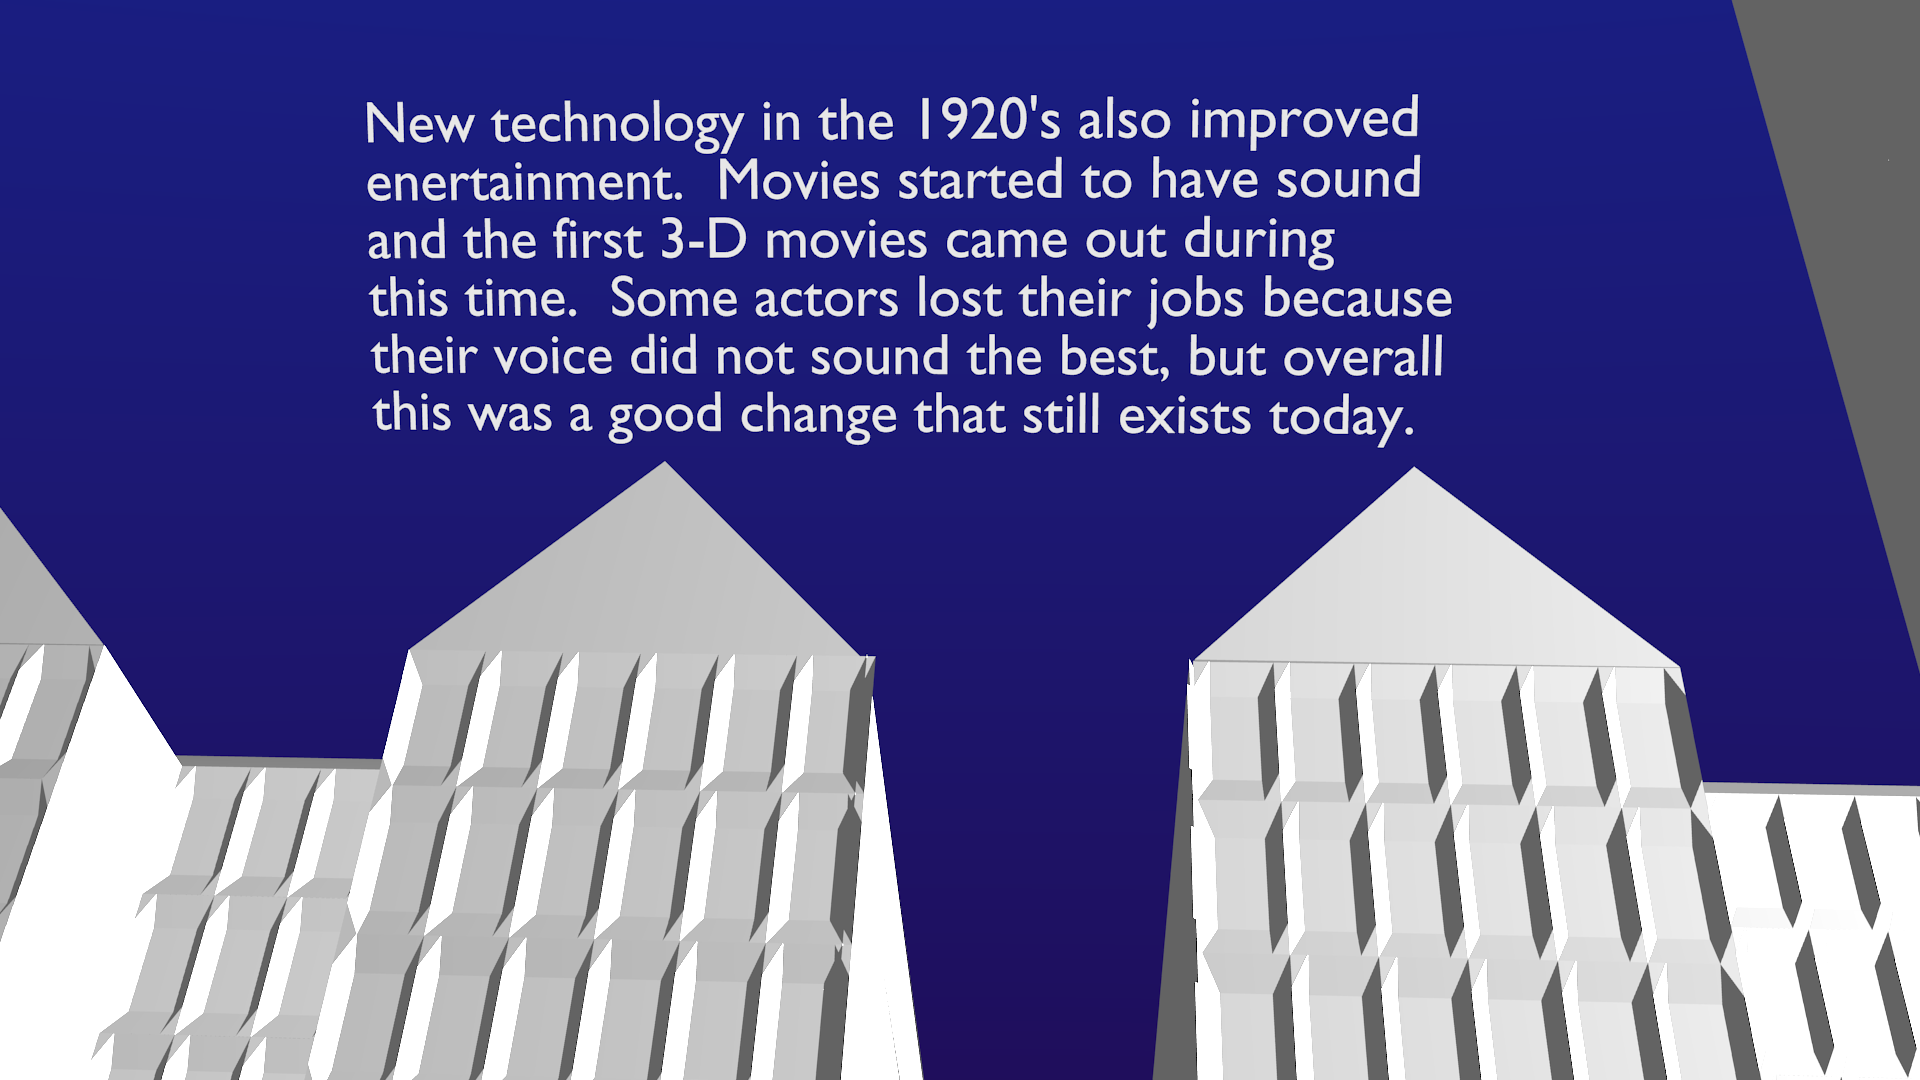 New technology in the 1920's also improved
enertainment.  Movies started to have sound
and the first 3-D movies came out during
this time.  Some actors lost their jobs because
their voice did not sound the best, but overall
this was a good change that still exists today.